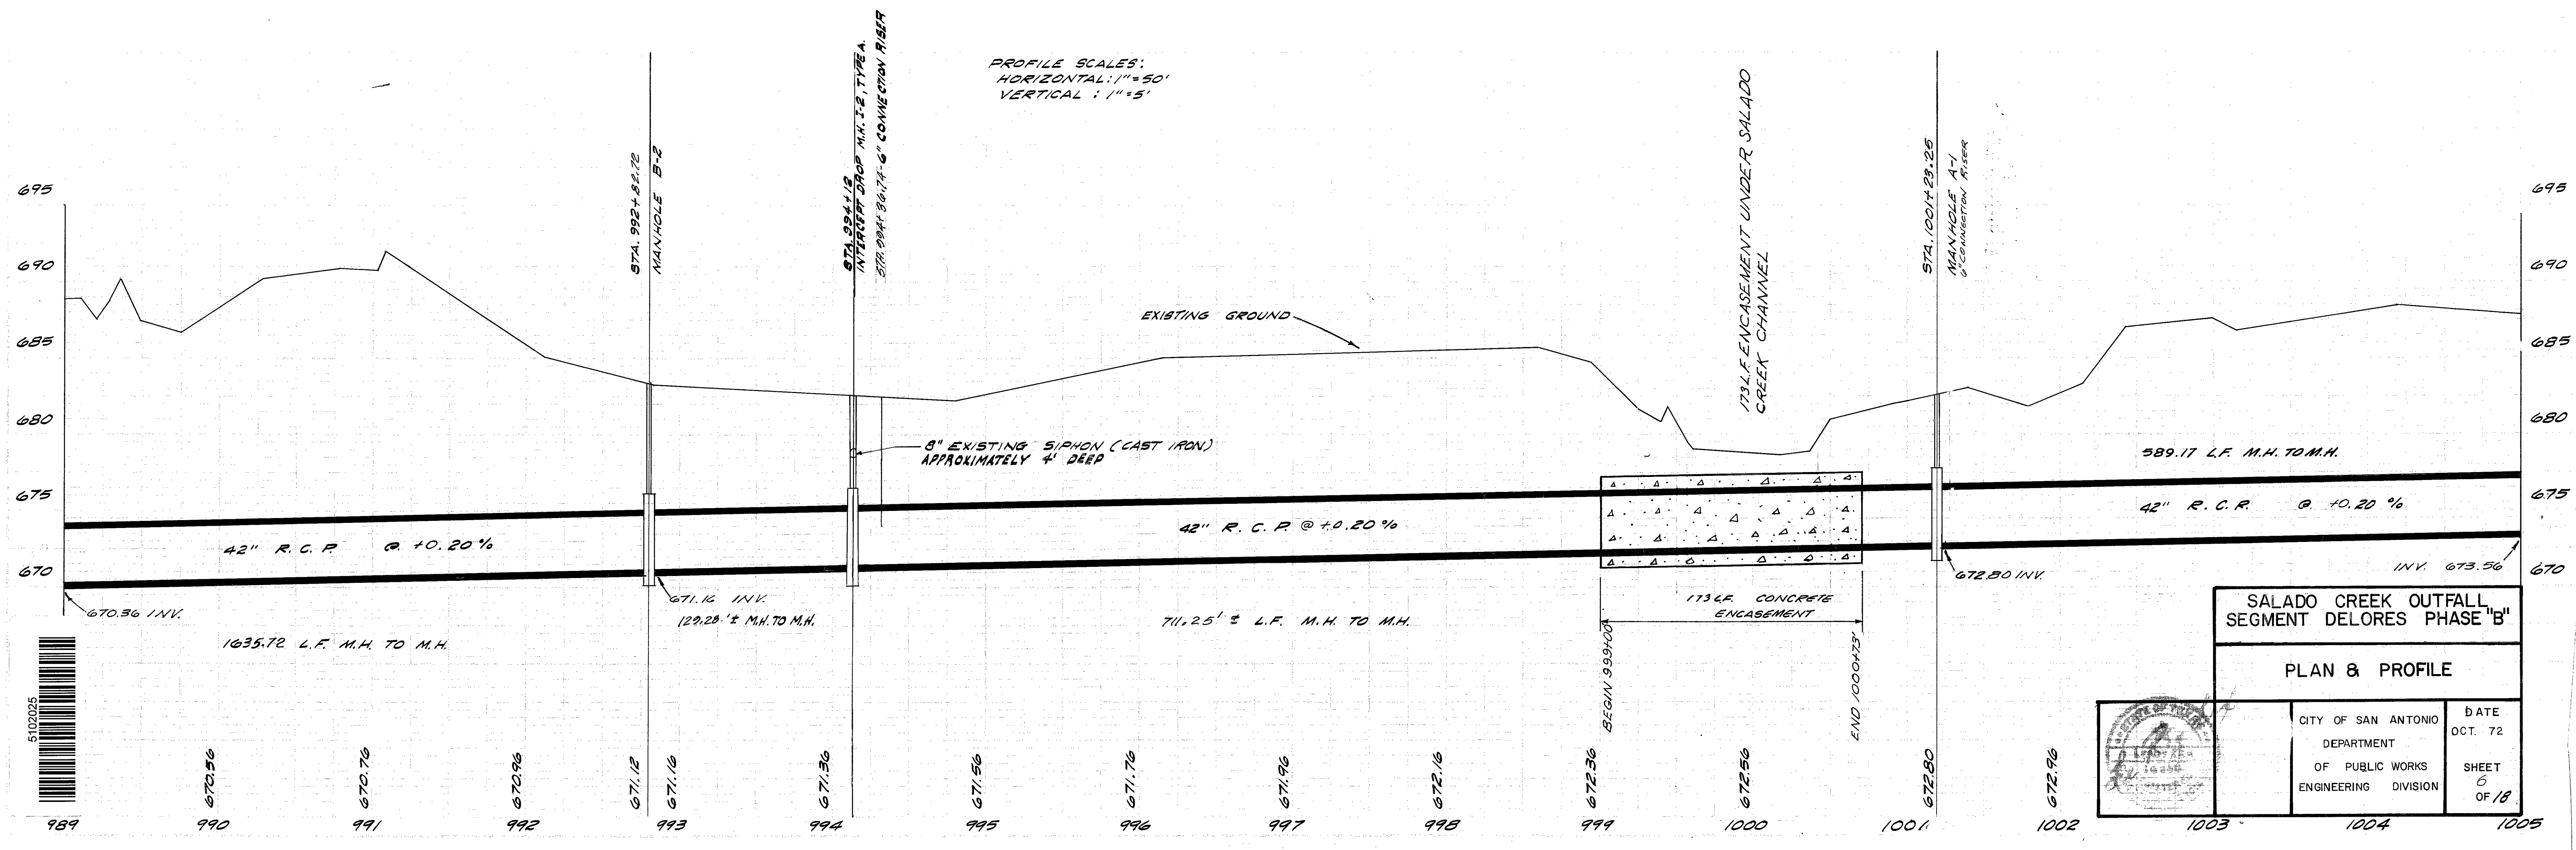 PROFILE SCALES:
HORIZONTAL: 1"=50'
VERTICAL : 1"=5'
STA. 992+82.72
MANHOLE B-2
STA. 994+12
INTERCEPT DROP M.H. I-2, TYPE A.
STA. 994+36.74-6" CONNECTION RISER
173 L.F. ENCASEMENT UNDER SALADO
CREEK CHANNEL
STA. 1001+23.25
MANHOLE A-1
6" CONNECTION RISER
695
690
685
680
675
670
695
690
685
680
675
670
EXISTING GROUND
8" EXISTING SIPHON (CAST IRON)
APPROXIMATELY 4' DEEP
589.17 L.F. M.H. TO M.H.
42" R. C. P. @ +0.20%
42" R. C. P. @ +0.20%
42" R. C. P. @ +0.20%
670.36 INV.
671.16 INV.
129.28'± M.H. TO M.H.
1635.72 L.F. M.H. TO M.H.
711.25'± L.F. M.H. TO M.H.
173 L.F. CONCRETE
ENCASEMENT
BEGIN 999+00'
END 1000+73'
672.80 INV.
INV. 673.56
SALADO CREEK OUTFALL
SEGMENT DELORES PHASE "B"
PLAN & PROFILE
CITY OF SAN ANTONIO
DEPARTMENT
OF PUBLIC WORKS
ENGINEERING DIVISION
DATE
OCT. 72
SHEET
6
OF 18
STATE OF TEXAS
5102025
670.56
670.76
670.96
671.12
671.16
671.36
671.56
671.76
671.96
672.16
672.36
672.56
672.80
672.96
989
990
991
992
993
994
995
996
997
998
999
1000
1001
1002
1003
1004
1005